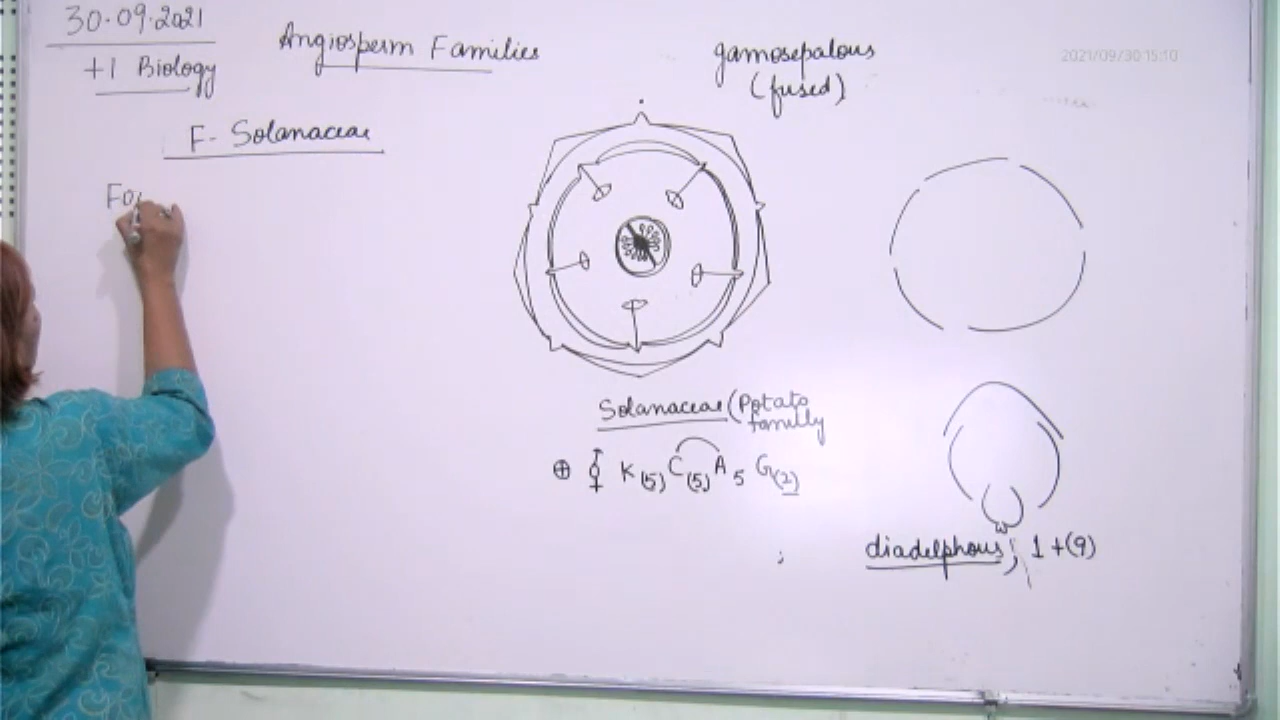 30.09.2021
+1 Biology
Angiosperm Families
F- Solanaceae
Fo
gamosepalous
(fused)
2021/09/30 15:10
Solanaceae (Potato
family
⊕ ⚥ K(5) C(5) A5 G(2)
;
diadelphous, 1+(9)